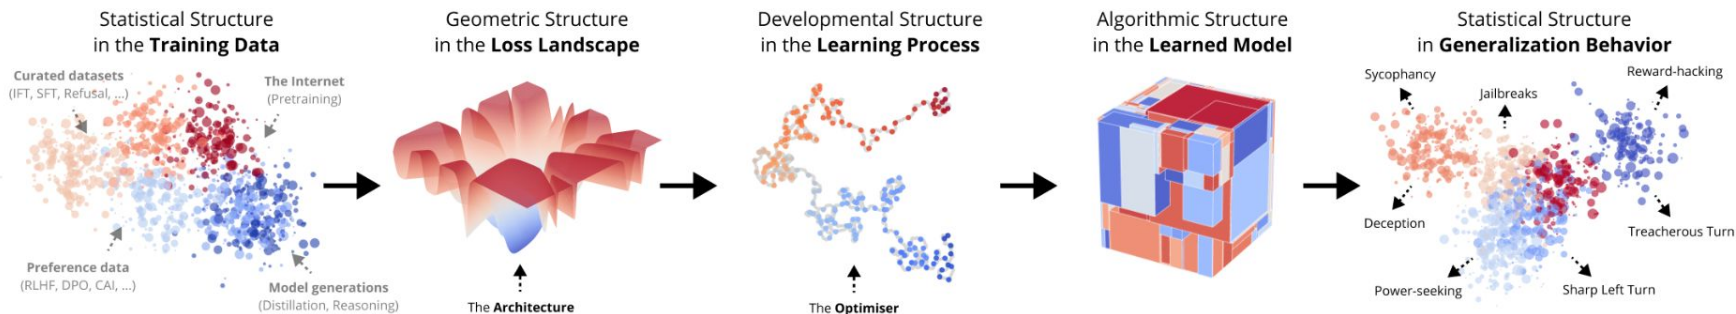 Statistical Structure
in the Training Data
Curated datasets
(IFT, SFT, Refusal, ...)
The Internet
(Pretraining)
Preference data
(RLHF, DPO, CAI, ...)
Model generations
(Distillation, Reasoning)
Geometric Structure
in the Loss Landscape
The Architecture
Developmental Structure
in the Learning Process
The Optimiser
Algorithmic Structure
in the Learned Model
Statistical Structure
in Generalization Behavior
Sycophancy
Jailbreaks
Reward-hacking
Deception
Treacherous Turn
Power-seeking
Sharp Left Turn